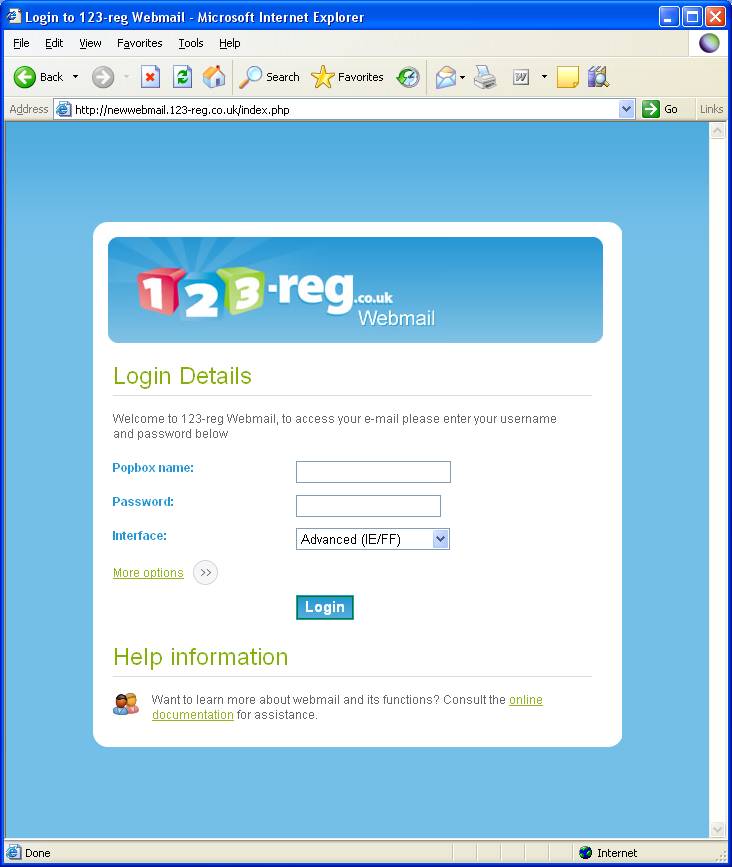 Login to 123-reg Webmail - Microsoft Internet Explorer
File Edit View Favorites Tools Help
Back Search Favorites W
Address http://newwebmail.123-reg.co.uk/index.php Go Links
123-reg.co.uk
Webmail
Login Details
Welcome to 123-reg Webmail, to access your e-mail please enter your username
and password below
Popbox name:
Password:
Interface: Advanced (IE/FF)
More options >>
Login
Help information
Want to learn more about webmail and its functions? Consult the online
documentation for assistance.
Done Internet